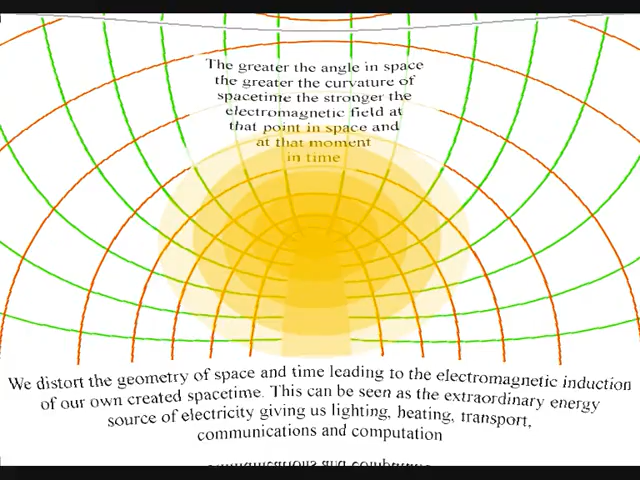 The greater the angle in space
the greater the curvature of
spacetime the stronger the
electromagnetic field at
that point in space and
at that moment
in time
We distort the geometry of space and time leading to the electromagnetic induction
of our own created spacetime. This can be seen as the extraordinary energy
source of electricity giving us lighting, heating, transport,
communications and computation